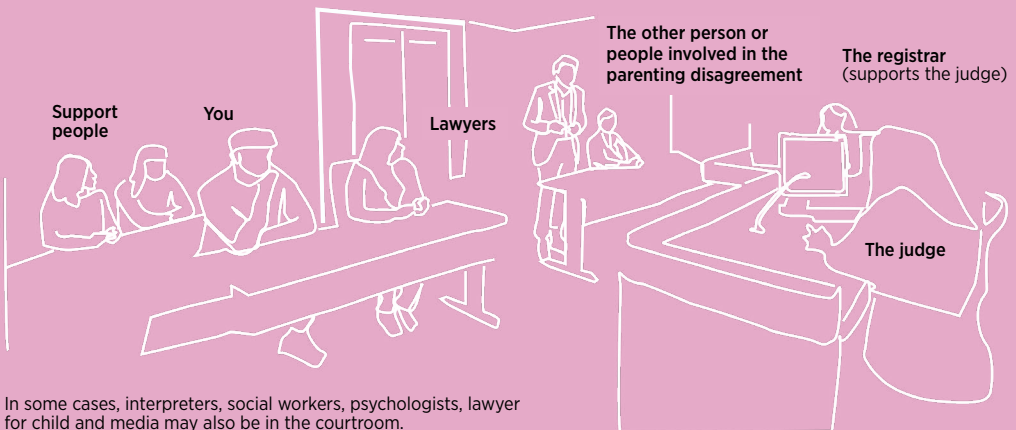 Support
people
You
Lawyers
The other person or
people involved in the
parenting disagreement
The registrar
(supports the judge)
The judge
In some cases, interpreters, social workers, psychologists, lawyer
for child and media may also be in the courtroom.